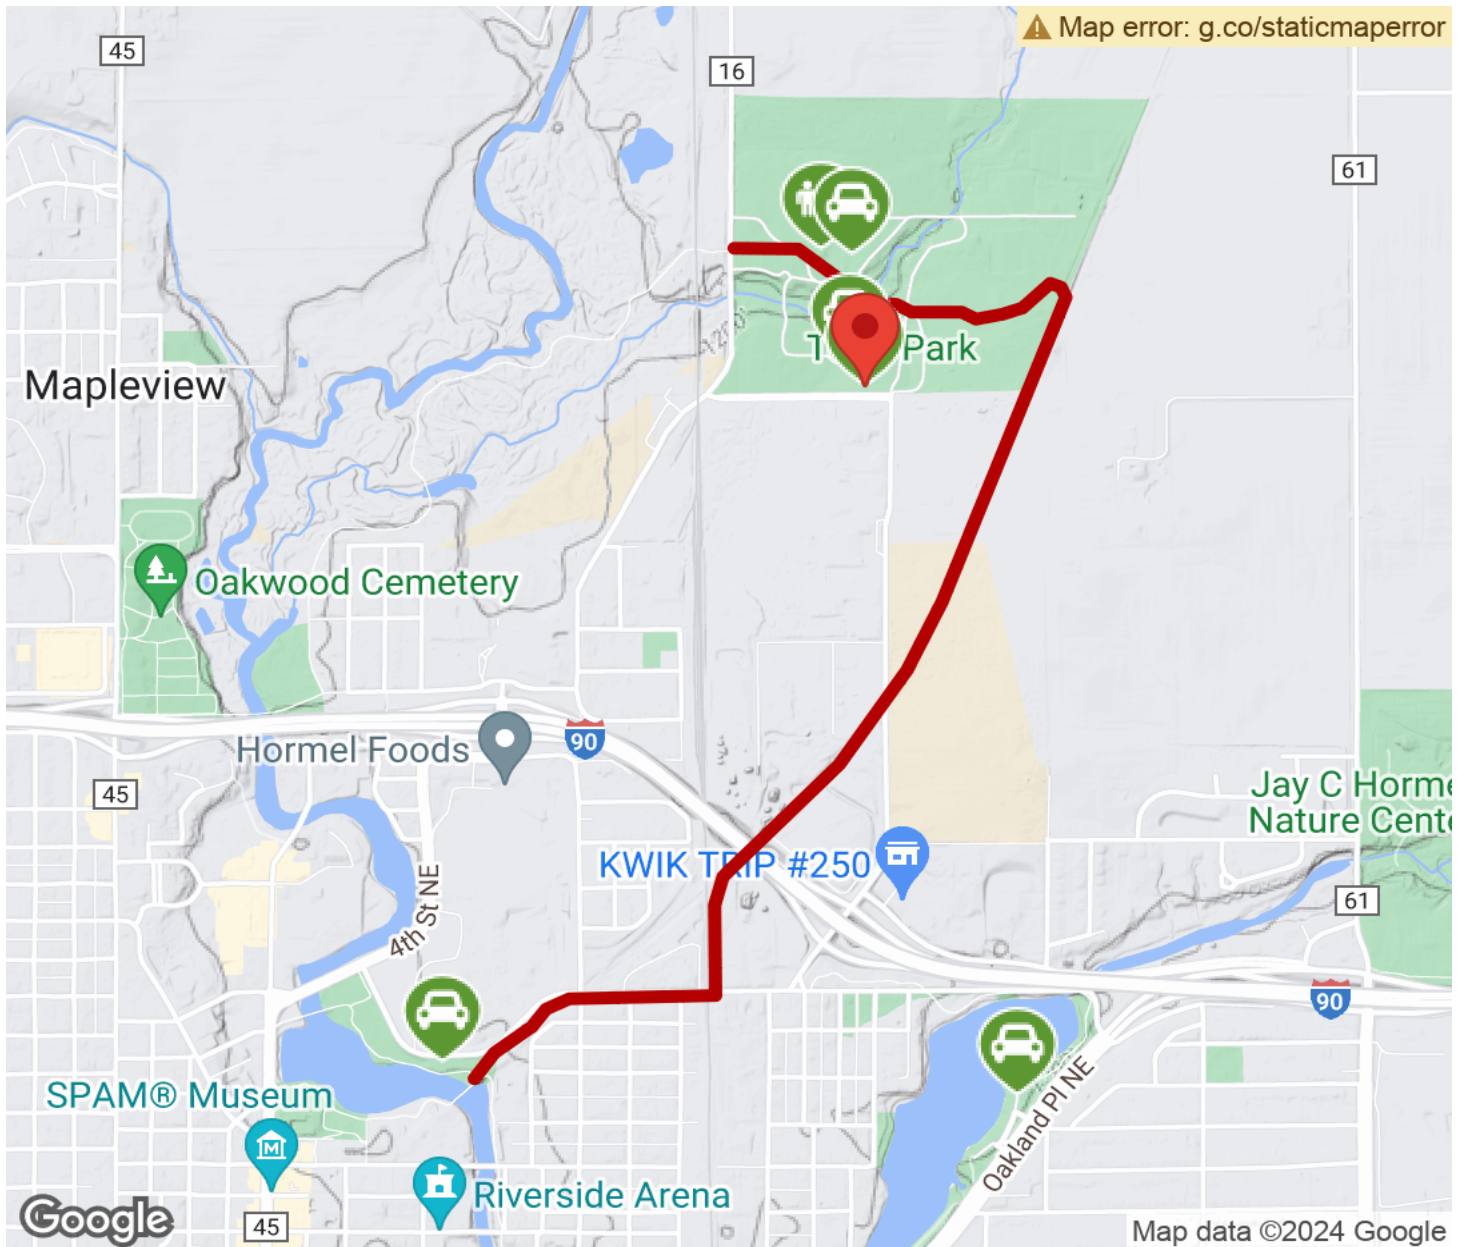 Map error: g.co/staticmaperror
45
16
61
1200'
Park
Mapleview
Oakwood Cemetery
Hormel Foods
90
45
Jay C Horme
Nature Cente
KWIK TRIP #250
61
4th St NE
90
SPAM® Museum
M
Oakland Pl NE
Riverside Arena
45
Google
Map data ©2024 Google